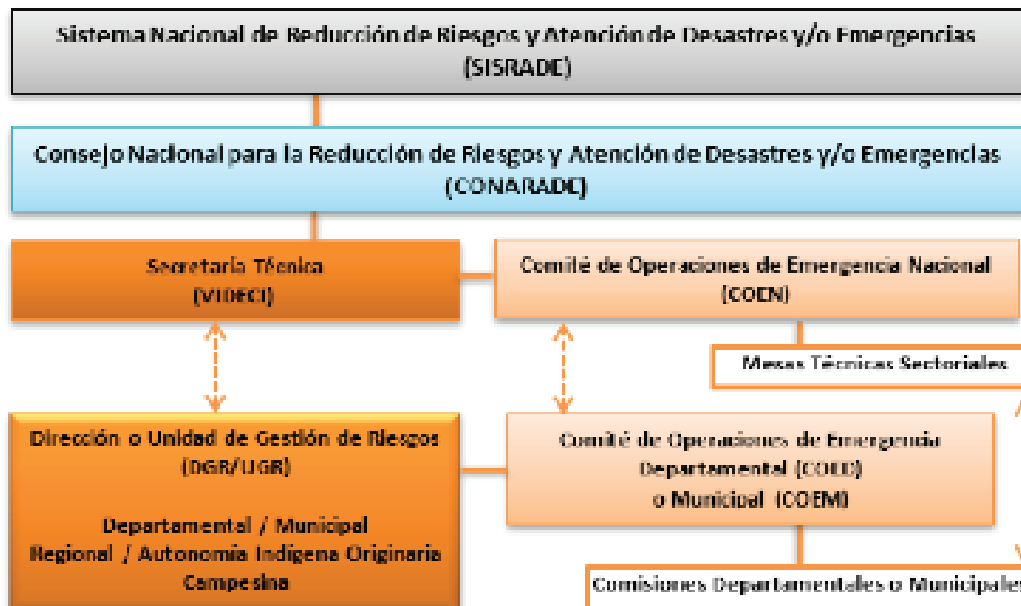 Sistema Nacional de Reducción de Riesgos y Atención de Desastres y/o Emergencias
(SISRADE)
Consejo Nacional para la Reducción de Riesgos y Atención de Desastres y/o Emergencias
(CONARADE)
Secretaría Técnica
(VIDECI)
Comité de Operaciones de Emergencia Nacional
(COEN)
Mesas Técnicas Sectoriales
Dirección o Unidad de Gestión de Riesgos
(DGR/UGR)
Departamental / Municipal
Regional / Autonomía Indígena Originaria
Campesina
Comité de Operaciones de Emergencia
Departamental (COED)
o Municipal (COEM)
Comisiones Departamentales o Municipales